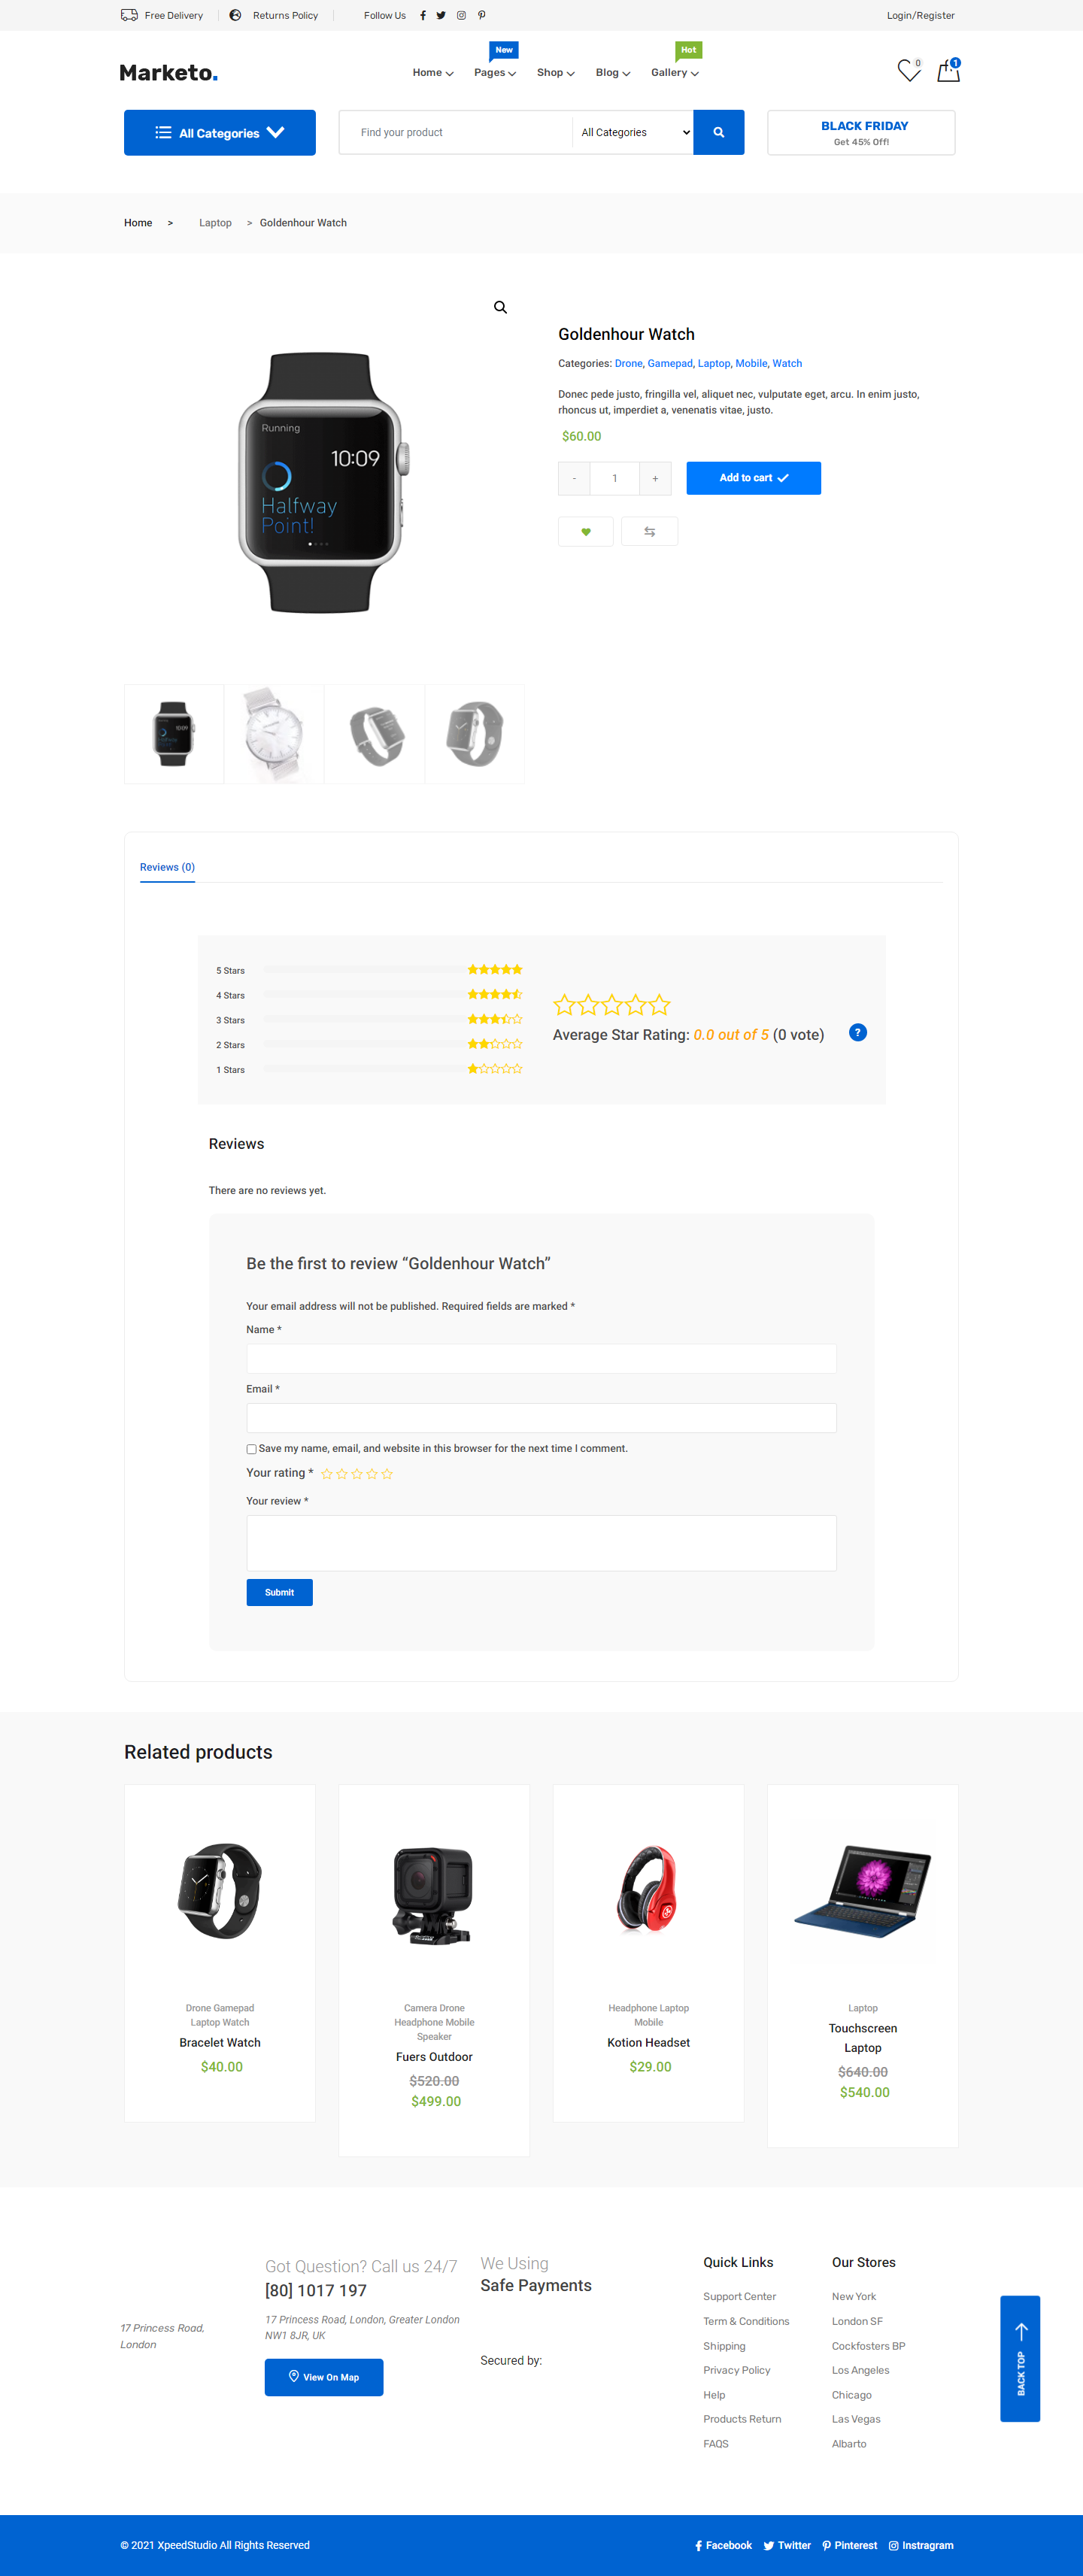 Free Delivery
Returns Policy
Follow Us
Login/Register
Marketo.
Home
New
Pages
Shop
Blog
Hot
Gallery
0
1
All Categories
Find your product
All Categories
BLACK FRIDAY
Get 45% Off!
Home > Laptop > Goldenhour Watch
Running
10:09
Halfway
Point!
Goldenhour Watch
Categories: Drone, Gamepad, Laptop, Mobile, Watch
Donec pede justo, fringilla vel, aliquet nec, vulputate eget, arcu. In enim justo,
rhoncus ut, imperdiet a, venenatis vitae, justo.
$60.00
- 1 +
Add to cart
10:09
Reviews (0)
5 Stars
4 Stars
3 Stars
2 Stars
1 Stars
Average Star Rating: 0.0 out of 5 (0 vote)
?
Reviews
There are no reviews yet.
Be the first to review “Goldenhour Watch”
Your email address will not be published. Required fields are marked *
Name *
Email *
Save my name, email, and website in this browser for the next time I comment.
Your rating *
Your review *
Submit
Related products
Drone Gamepad
Laptop Watch
Bracelet Watch
$40.00
Camera Drone
Headphone Mobile
Speaker
Fuers Outdoor
$520.00
$499.00
Headphone Laptop
Mobile
Kotion Headset
$29.00
Laptop
Touchscreen
Laptop
$640.00
$540.00
17 Princess Road,
London
Got Question? Call us 24/7
[80] 1017 197
17 Princess Road, London, Greater London
NW1 8JR, UK
View On Map
We Using
Safe Payments
Secured by:
Quick Links
Support Center
Term & Conditions
Shipping
Privacy Policy
Help
Products Return
FAQS
Our Stores
New York
London SF
Cockfosters BP
Los Angeles
Chicago
Las Vegas
Albarto
BACK TOP
© 2021 XpeedStudio All Rights Reserved
Facebook
Twitter
Pinterest
Instragram